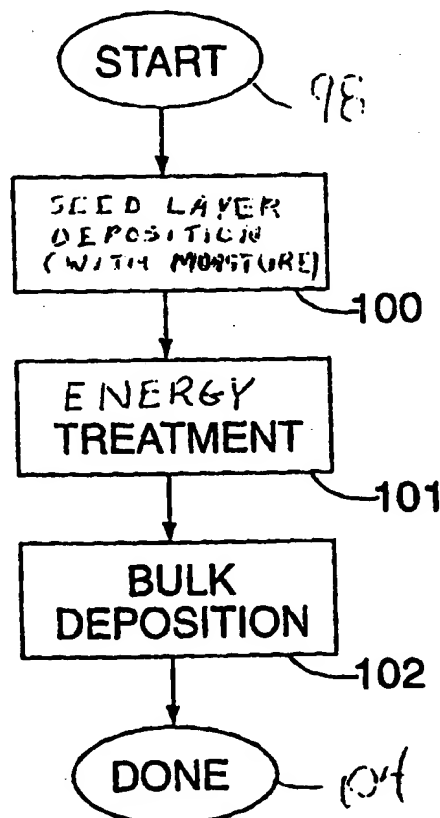 START
98
SEED LAYER
DEPOSITION
(WITH MOISTURE)
100
ENERGY
TREATMENT
101
BULK
DEPOSITION
102
DONE
104